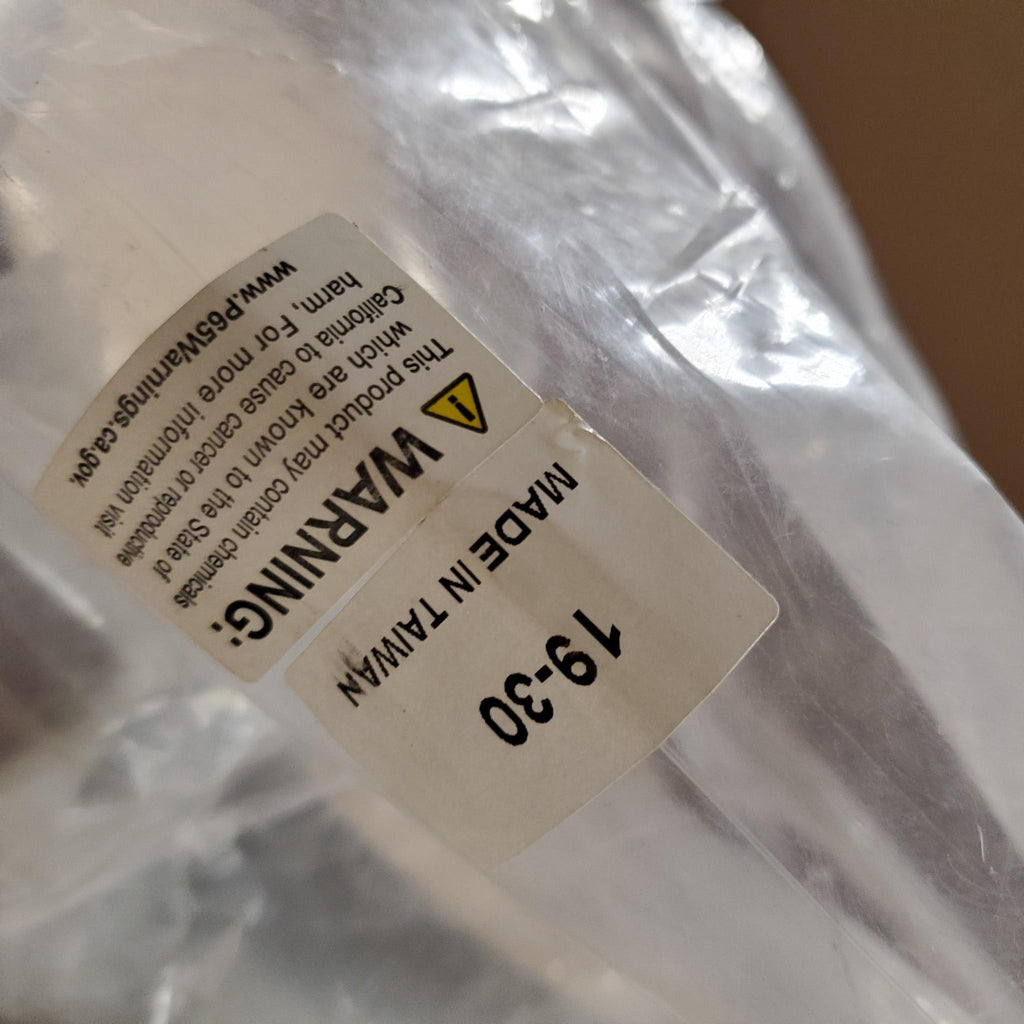 19-30
MADE IN TAIWAN
WARNING:
This product may contain chemicals
which are known to the State of
California to cause cancer or reproductive
harm, For more information visit
www.P65Warnings.ca.gov.